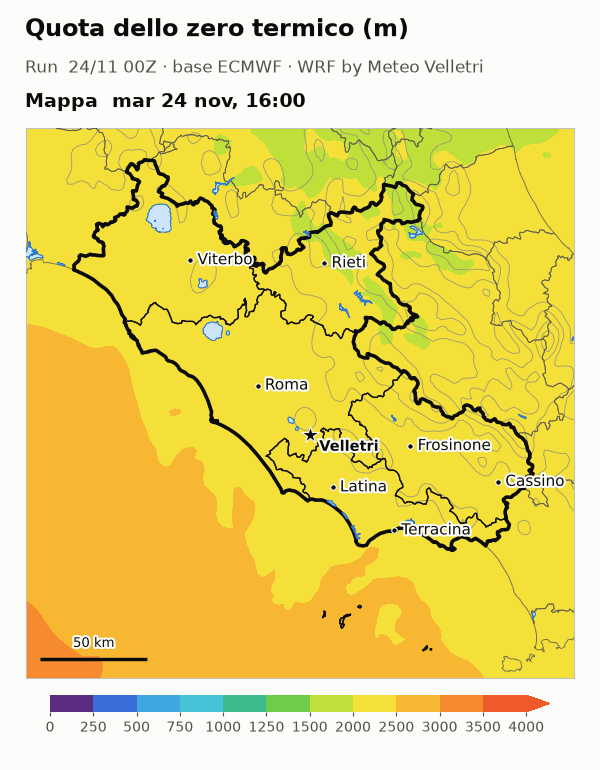 Quota dello zero termico (m)
Run  24/11 00Z · base ECMWF · WRF by Meteo Velletri
Mappa  mar 24 nov, 16:00
Viterbo
Rieti
Roma
Velletri
Frosinone
Cassino
Latina
Terracina
50 km
0 250 500 750 1000 1250 1500 2000 2500 3000 3500 4000